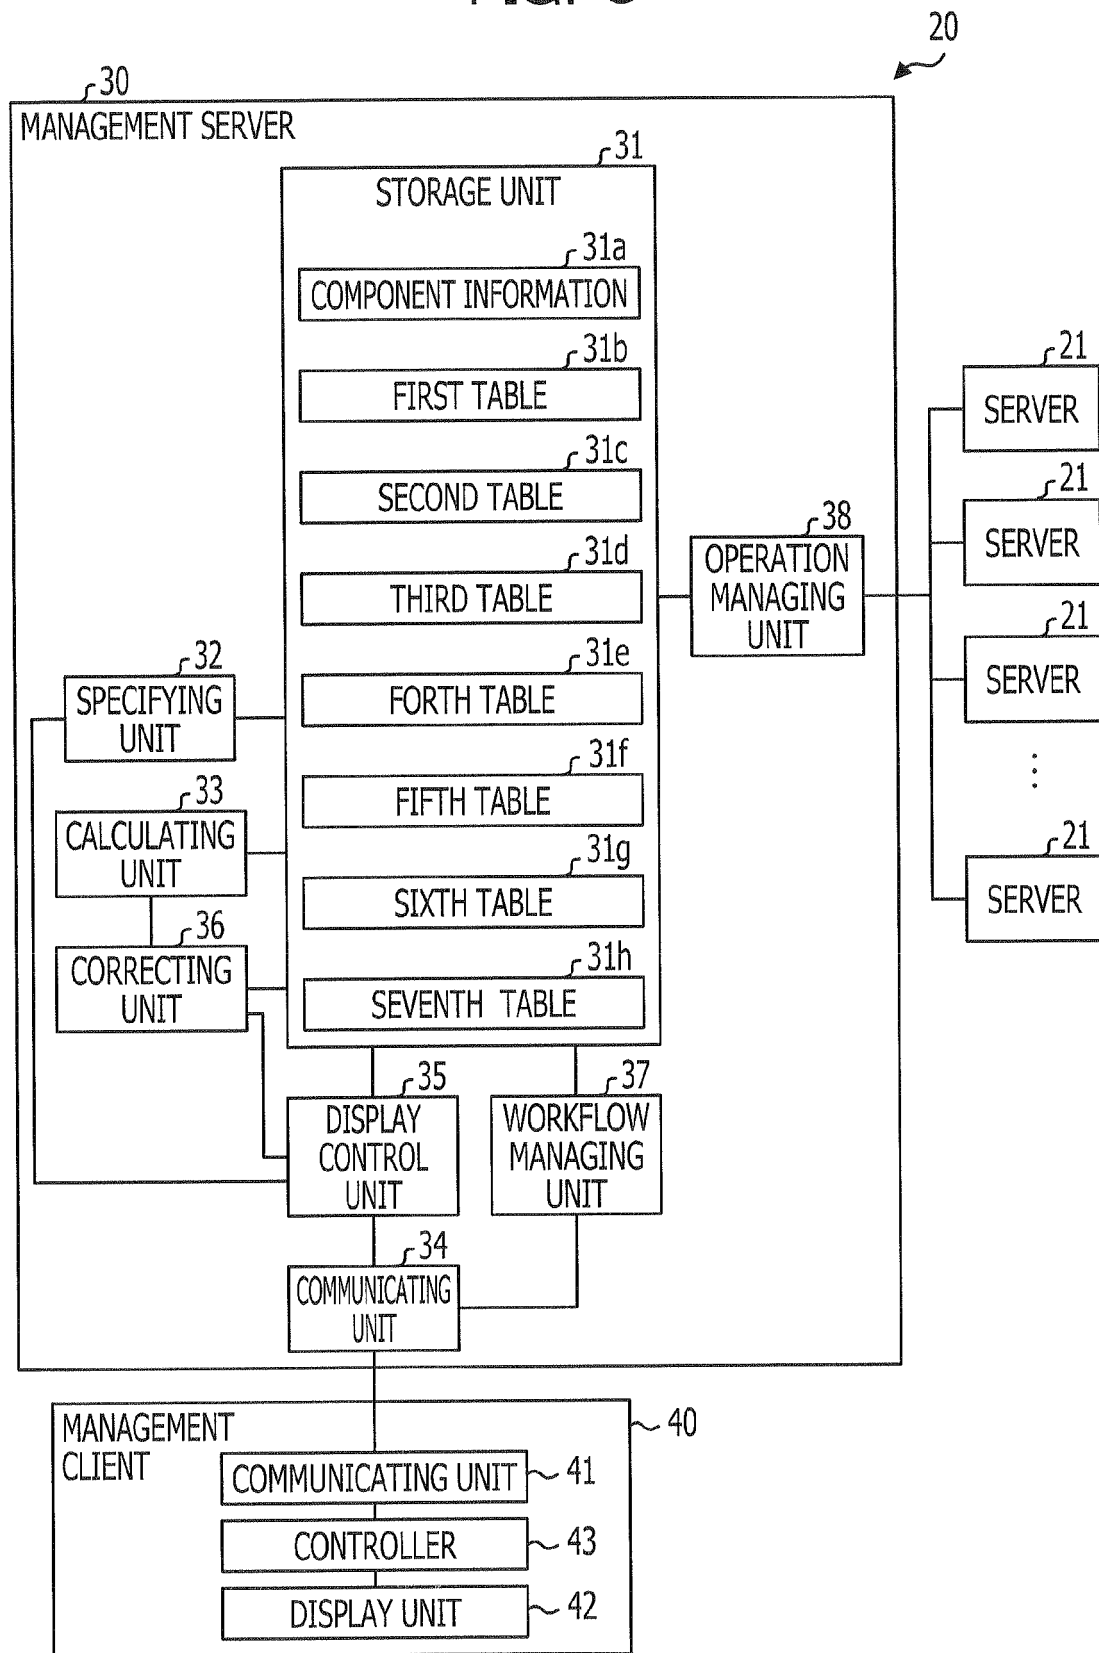 20
30
MANAGEMENT SERVER
31
STORAGE UNIT
31a
COMPONENT INFORMATION
31b
FIRST TABLE
31c
SECOND TABLE
31d
THIRD TABLE
31e
FORTH TABLE
31f
FIFTH TABLE
31g
SIXTH TABLE
31h
SEVENTH TABLE
38
OPERATION
MANAGING
UNIT
21
SERVER
21
SERVER
21
SERVER
21
SERVER
32
SPECIFYING
UNIT
33
CALCULATING
UNIT
36
CORRECTING
UNIT
35
DISPLAY
CONTROL
UNIT
37
WORKFLOW
MANAGING
UNIT
34
COMMUNICATING
UNIT
MANAGEMENT
CLIENT
40
COMMUNICATING UNIT
41
CONTROLLER
43
DISPLAY UNIT
42